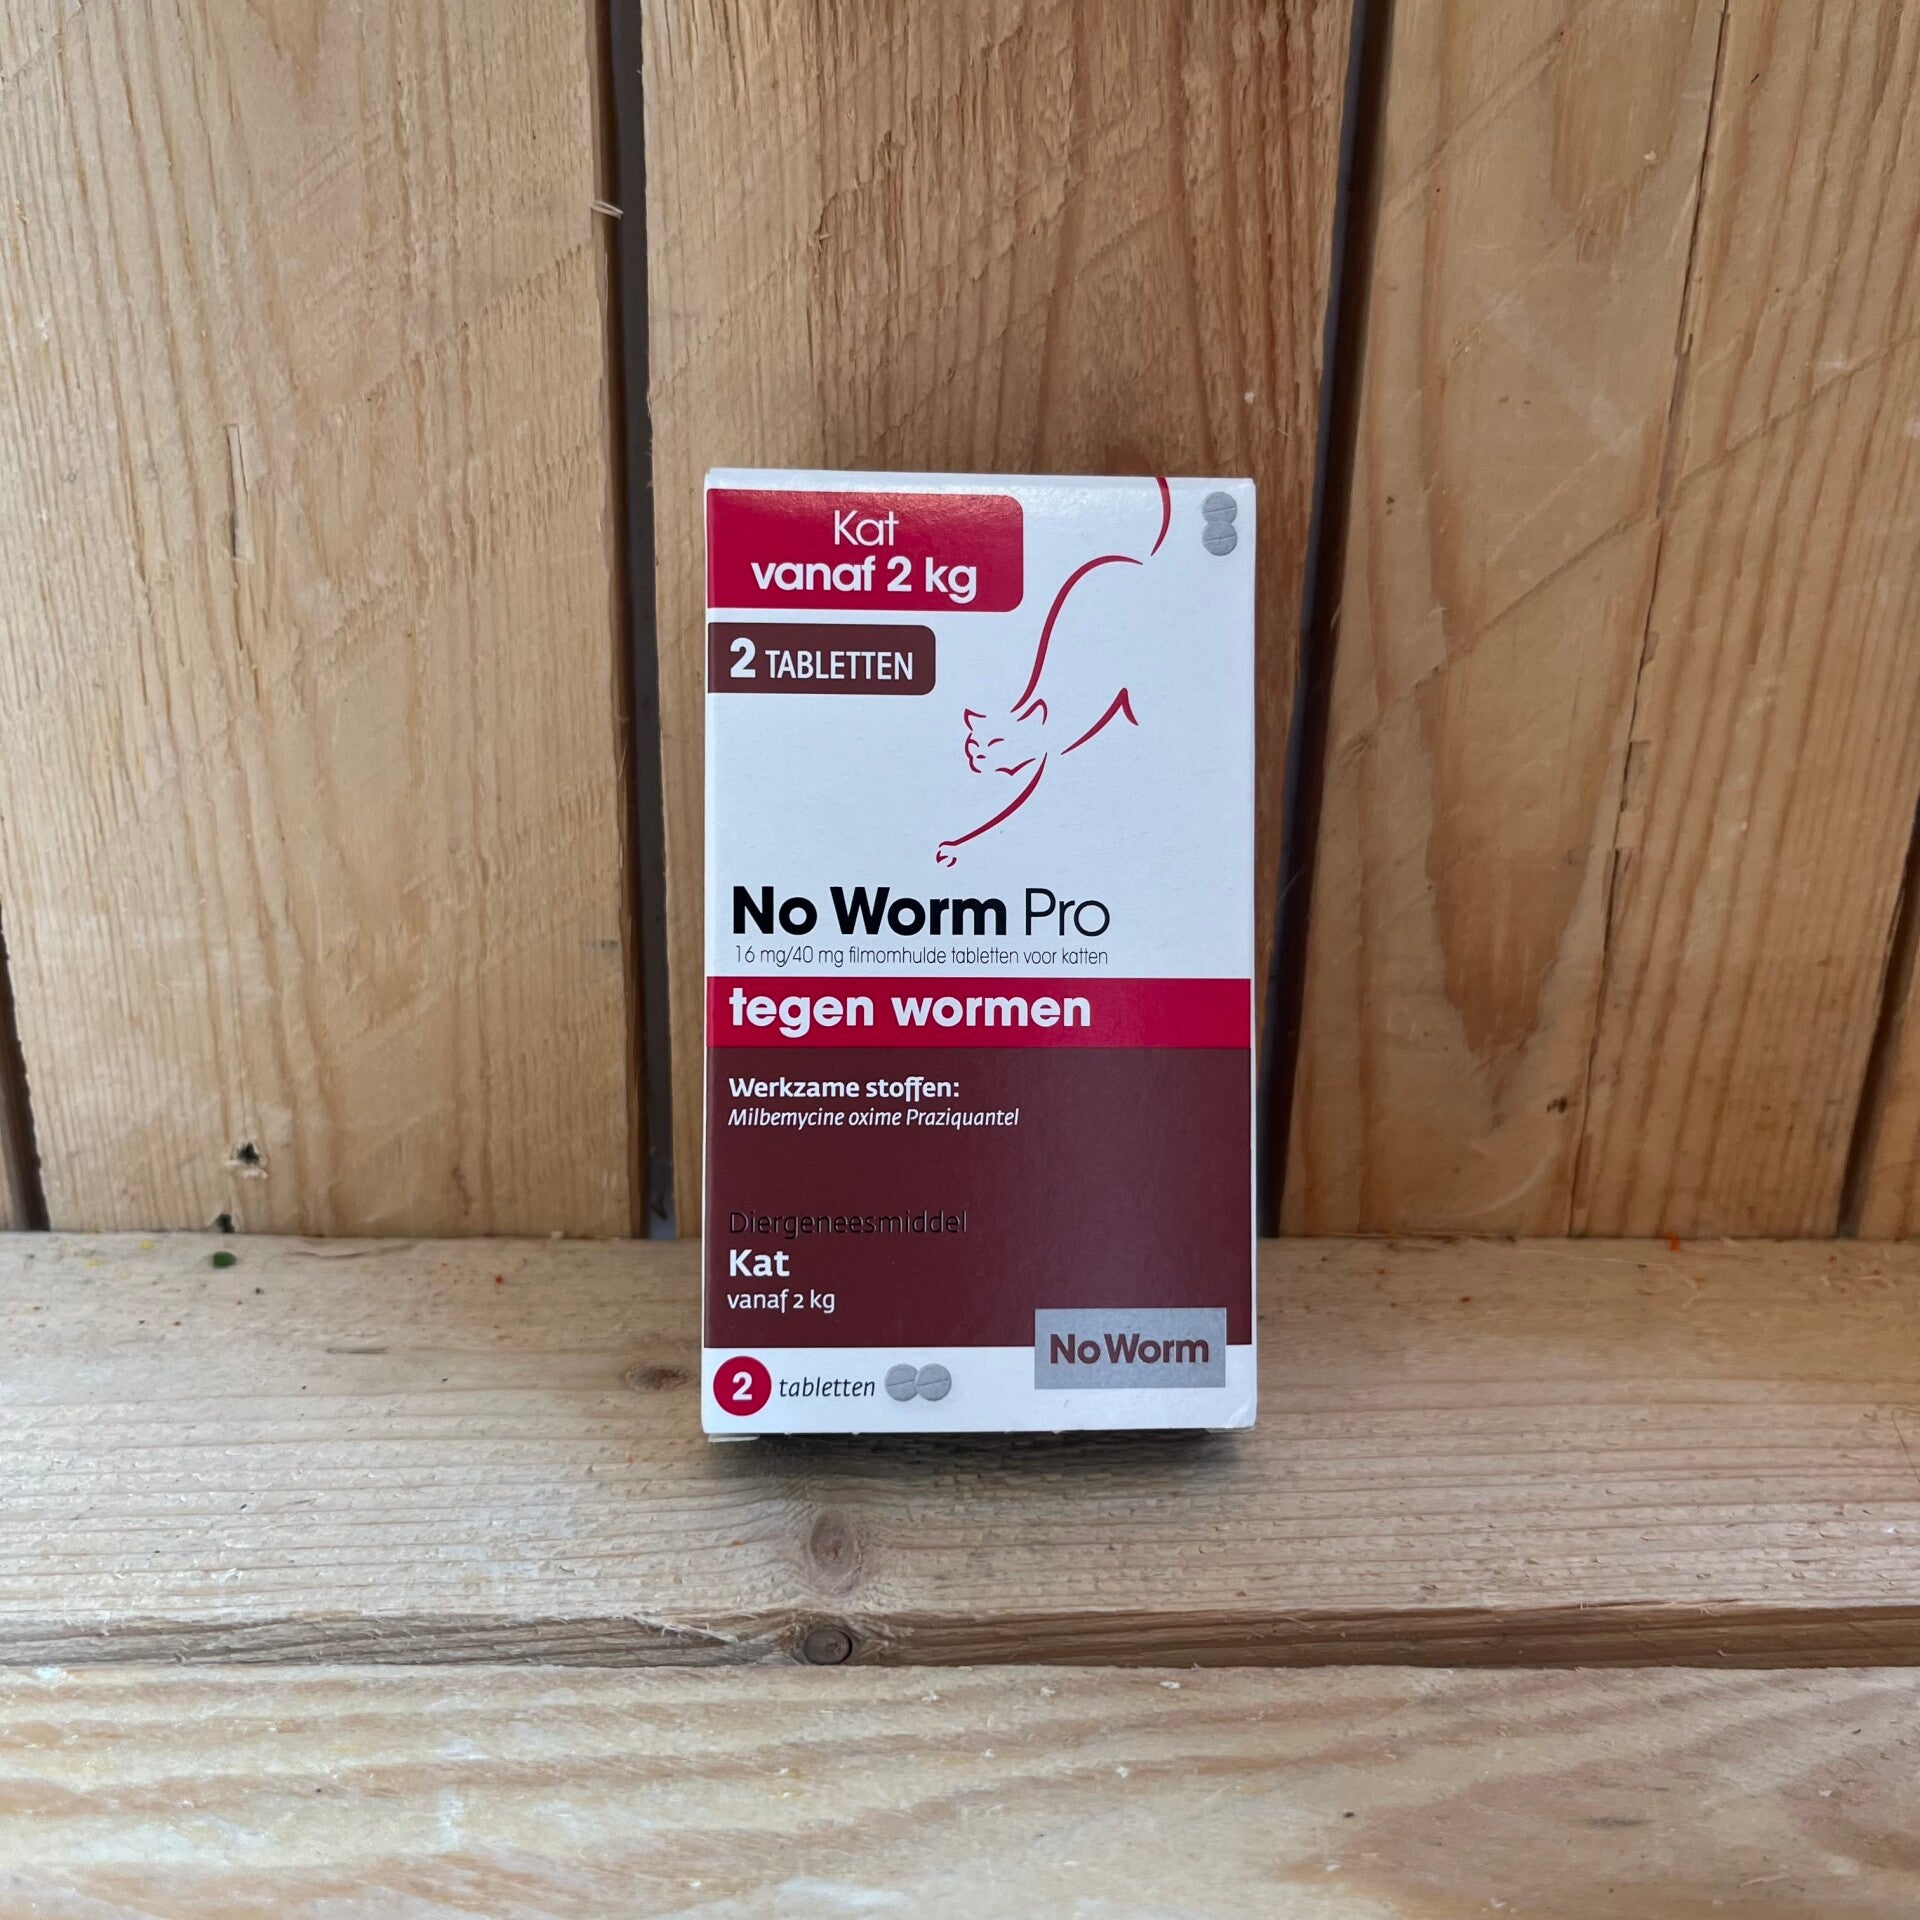 Kat
vanaf 2 kg
2 TABLETTEN
No Worm Pro
16 mg/40 mg filmomhulde tabletten voor katten
tegen wormen
Werkzame stoffen:
Milbemycine oxime Praziquantel
Diergeneesmiddel
Kat
vanaf 2 kg
No Worm
2 tabletten